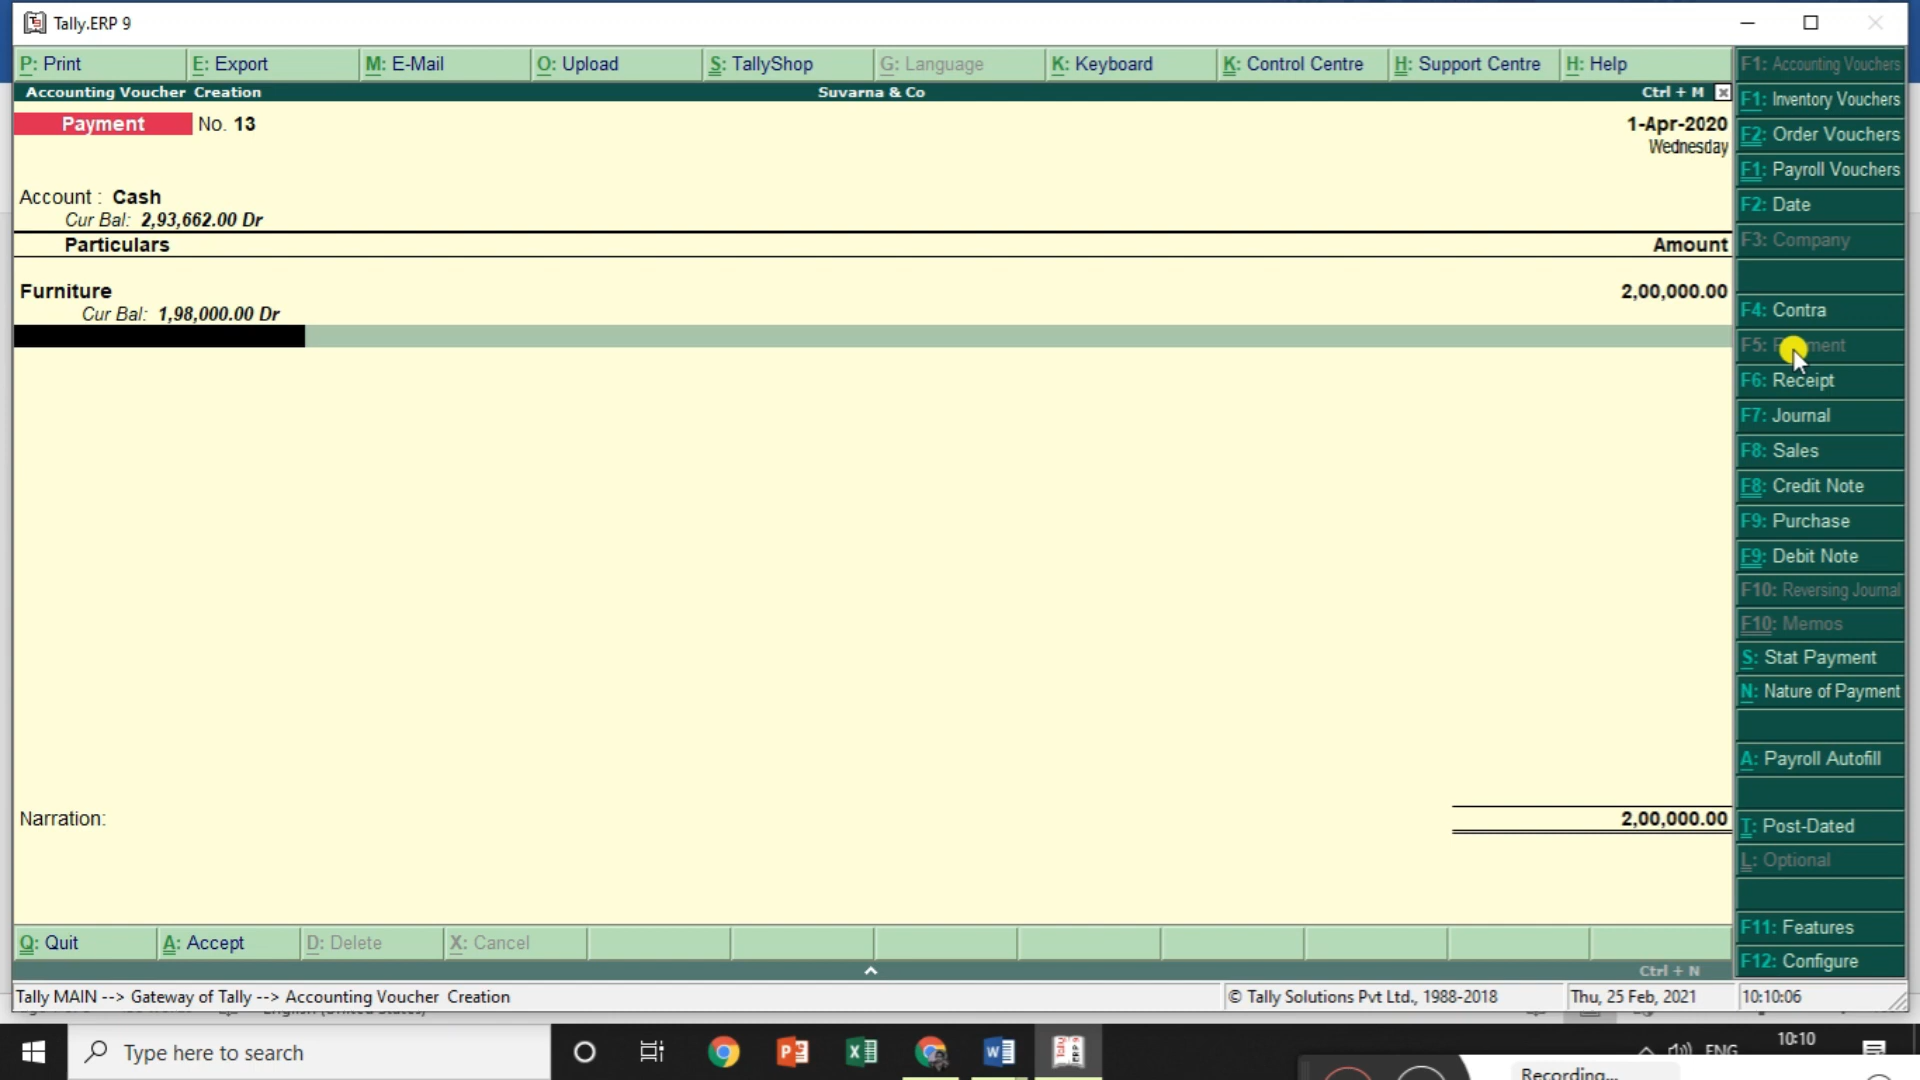 Tally.ERP 9
P: Print E: Export M: E-Mail O: Upload S: TallyShop G: Language K: Keyboard K: Control Centre H: Support Centre H: Help
Accounting Voucher Creation Suvarna & Co Ctrl + M
Payment No. 13 1-Apr-2020
Wednesday
Account : Cash
Cur Bal: 2,93,662.00 Dr
Particulars Amount
Furniture 2,00,000.00
Cur Bal: 1,98,000.00 Dr
Narration: 2,00,000.00
F1: Accounting Vouchers
F1: Inventory Vouchers
F2: Order Vouchers
F1: Payroll Vouchers
F2: Date
F3: Company
F4: Contra
F5: Payment
F6: Receipt
F7: Journal
F8: Sales
F8: Credit Note
F9: Purchase
F9: Debit Note
F10: Reversing Journal
F10: Memos
S: Stat Payment
N: Nature of Payment
A: Payroll Autofill
T: Post-Dated
L: Optional
F11: Features
F12: Configure
Q: Quit A: Accept D: Delete X: Cancel
Ctrl + N
Tally MAIN --> Gateway of Tally --> Accounting Voucher Creation © Tally Solutions Pvt Ltd., 1988-2018 Thu, 25 Feb, 2021 10:10:06
English (United States)
Type here to search
ENG
10:10
Recording...